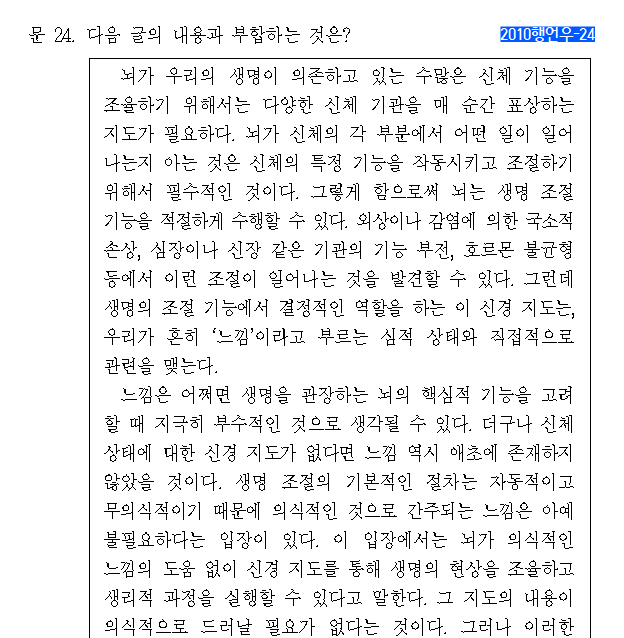 문 24. 다음 글의 내용과 부합하는 것은?
2010행언우-24
뇌가 우리의 생명이 의존하고 있는 수많은 신체 기능을
조율하기 위해서는 다양한 신체 기관을 매 순간 표상하는
지도가 필요하다. 뇌가 신체의 각 부분에서 어떤 일이 일어
나는지 아는 것은 신체의 특정 기능을 작동시키고 조절하기
위해서 필수적인 것이다. 그렇게 함으로써 뇌는 생명 조절
기능을 적절하게 수행할 수 있다. 외상이나 감염에 의한 국소적
손상, 심장이나 신장 같은 기관의 기능 부전, 호르몬 불균형
등에서 이런 조절이 일어나는 것을 발견할 수 있다. 그런데
생명의 조절 기능에서 결정적인 역할을 하는 이 신경 지도는,
우리가 흔히 ‘느낌’이라고 부르는 심적 상태와 직접적으로
관련을 맺는다.
느낌은 어쩌면 생명을 관장하는 뇌의 핵심적 기능을 고려
할 때 지극히 부수적인 것으로 생각될 수 있다. 더구나 신체
상태에 대한 신경 지도가 없다면 느낌 역시 애초에 존재하지
않았을 것이다. 생명 조절의 기본적인 절차는 자동적이고
무의식적이기 때문에 의식적인 것으로 간주되는 느낌은 아예
불필요하다는 입장이 있다. 이 입장에서는 뇌가 의식적인
느낌의 도움 없이 신경 지도를 통해 생명의 현상을 조율하고
생리적 과정을 실행할 수 있다고 말한다. 그 지도의 내용이
의식적으로 드러날 필요가 없다는 것이다. 그러나 이러한